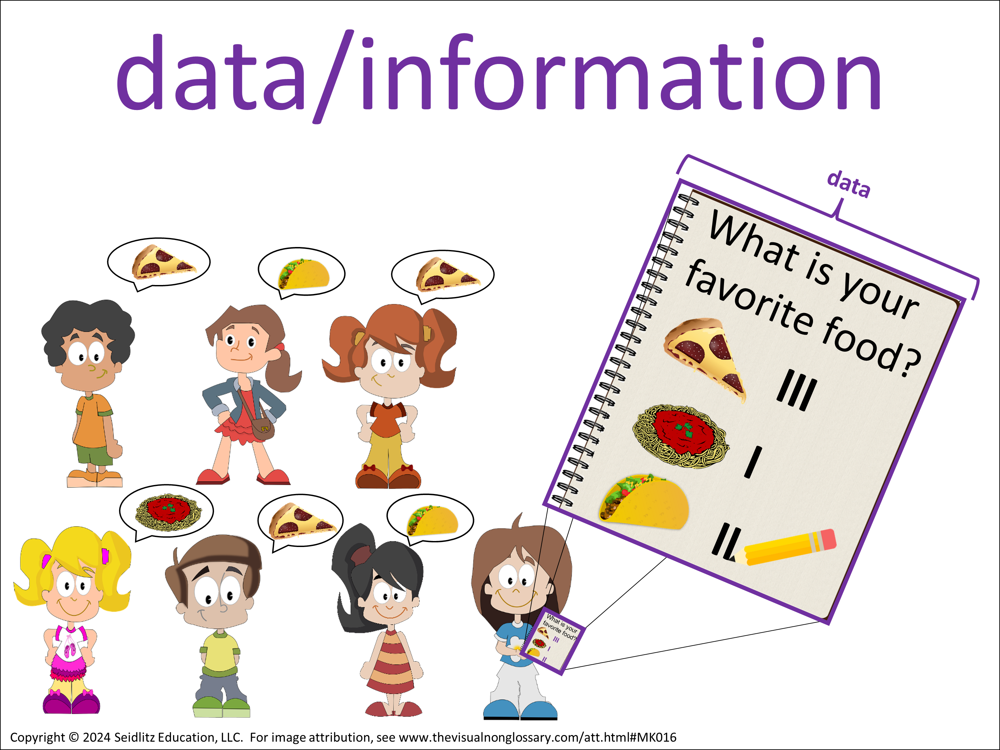 data/information
data
What is your
favorite food?
III
I
II
What is your
favorite food?
III
I
II
Copyright © 2024 Seidlitz Education, LLC.  For image attribution, see www.thevisualnonglossary.com/att.html#MK016